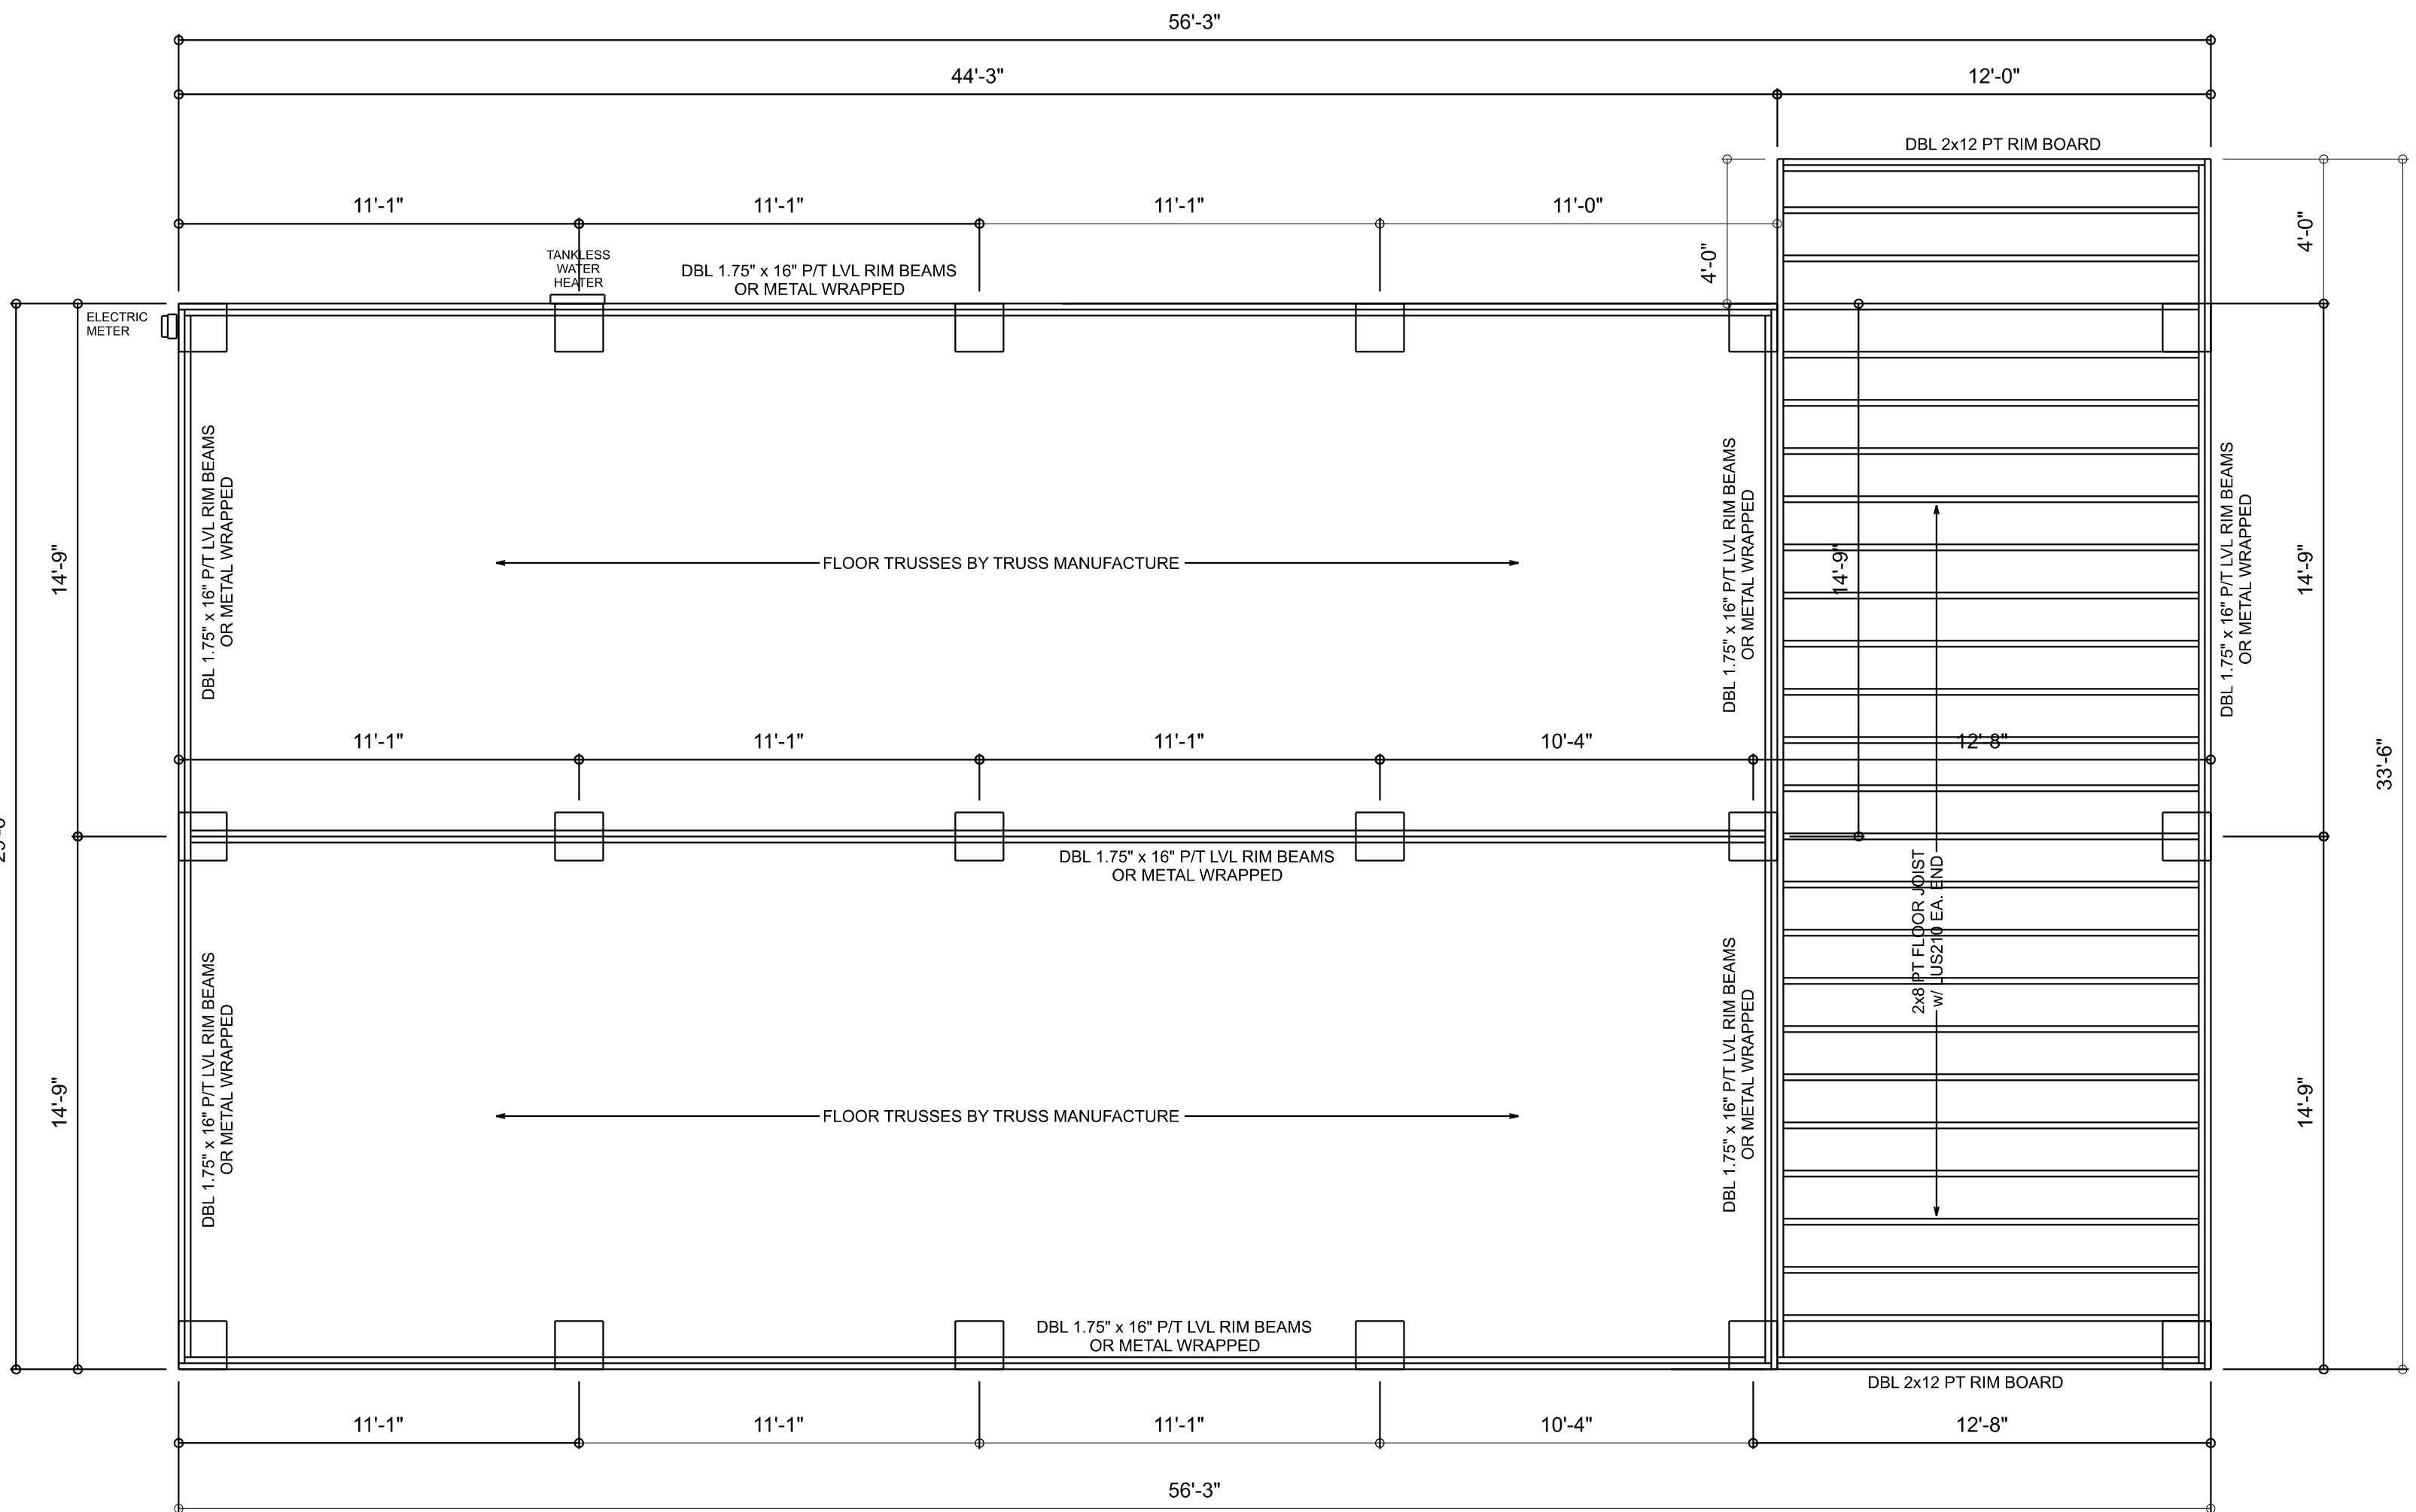 56'-3"
44'-3"
12'-0"
DBL 2x12 PT RIM BOARD
11'-1"
11'-1"
11'-1"
11'-0"
4'-0"
4'-0"
TANKLESS
WATER
HEATER
DBL 1.75" x 16" P/T LVL RIM BEAMS
OR METAL WRAPPED
ELECTRIC
METER
14'-9"
DBL 1.75" x 16" P/T LVL RIM BEAMS
OR METAL WRAPPED
FLOOR TRUSSES BY TRUSS MANUFACTURE
DBL 1.75" x 16" P/T LVL RIM BEAMS
OR METAL WRAPPED
14'-9"
DBL 1.75" x 16" P/T LVL RIM BEAMS
OR METAL WRAPPED
14'-9"
11'-1"
11'-1"
11'-1"
10'-4"
12'-8"
33'-6"
DBL 1.75" x 16" P/T LVL RIM BEAMS
OR METAL WRAPPED
2x8 PT FLOOR JOIST
w/ LUS210 EA. END
14'-9"
DBL 1.75" x 16" P/T LVL RIM BEAMS
OR METAL WRAPPED
FLOOR TRUSSES BY TRUSS MANUFACTURE
DBL 1.75" x 16" P/T LVL RIM BEAMS
OR METAL WRAPPED
14'-9"
DBL 1.75" x 16" P/T LVL RIM BEAMS
OR METAL WRAPPED
DBL 2x12 PT RIM BOARD
11'-1"
11'-1"
11'-1"
10'-4"
12'-8"
56'-3"